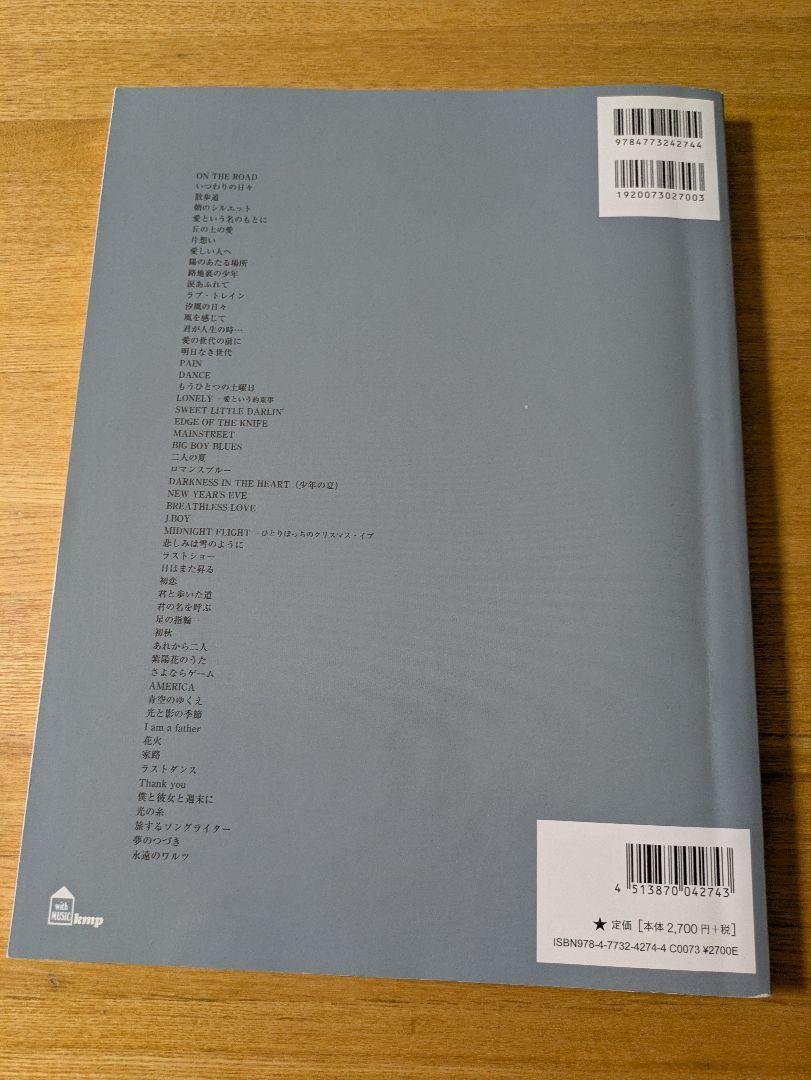 9784773242744
1920073027003
ON THE ROAD
いつわりの日々
散歩道
朝のシルエット
愛という名のもとに
丘の上の愛
片想い
愛しい人へ
陽のあたる場所
路地裏の少年
涙あふれて
ラブ・トレイン
汐風の日々
風を感じて
君が人生の時…
愛の世代の前に
明日なき世代
PAIN
DANCE
もうひとつの土曜日
LONELY －愛という約束事
SWEET LITTLE DARLIN'
EDGE OF THE KNIFE
MAINSTREET
BIG BOY BLUES
二人の夏
ロマンスブルー
DARKNESS IN THE HEART（少年の夏）
NEW YEAR'S EVE
BREATHLESS LOVE
J.BOY
MIDNIGHT FLIGHT －ひとりぼっちのクリスマス・イブ
悲しみは雪のように
ラストショー
日はまた昇る
初恋
君と歩いた道
君の名を呼ぶ
星の指輪
初秋
あれから二人
紫陽花のうた
さよならゲーム
AMERICA
青空のゆくえ
光と影の季節
I am a father
花火
家路
ラストダンス
Thank you
僕と彼女と週末に
光の糸
旅するソングライター
夢のつづき
永遠のワルツ
with
MUSIC kmp
4 513870 042743
★ 定価［本体 2,700 円＋税］
ISBN978-4-7732-4274-4 C0073 ¥2700E